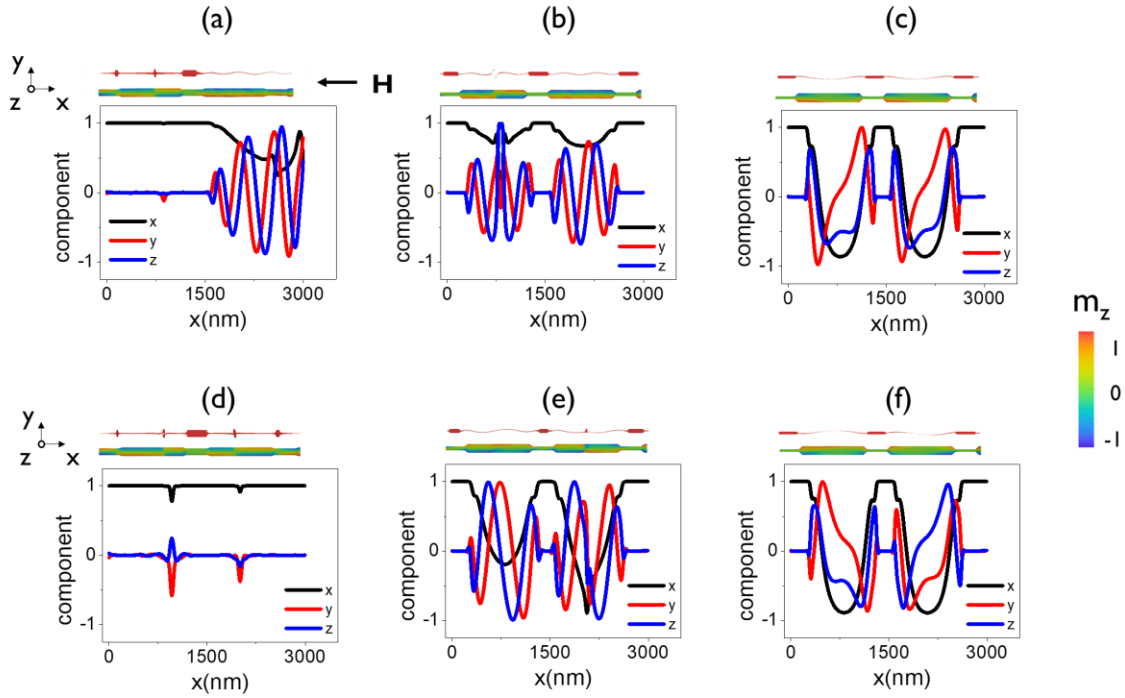 (a)
(b)
(c)
y
z
x
H
component
1
0
-1
x
y
z
0
1500
3000
x(nm)
component
1
0
-1
x
y
z
0
1500
3000
x(nm)
component
1
0
-1
x
y
z
0
1500
3000
x(nm)
m_z
1
0
-1
(d)
(e)
(f)
y
z
x
component
1
0
-1
x
y
z
0
1500
3000
x(nm)
component
1
0
-1
x
y
z
0
1500
3000
x(nm)
component
1
0
-1
x
y
z
0
1500
3000
x(nm)